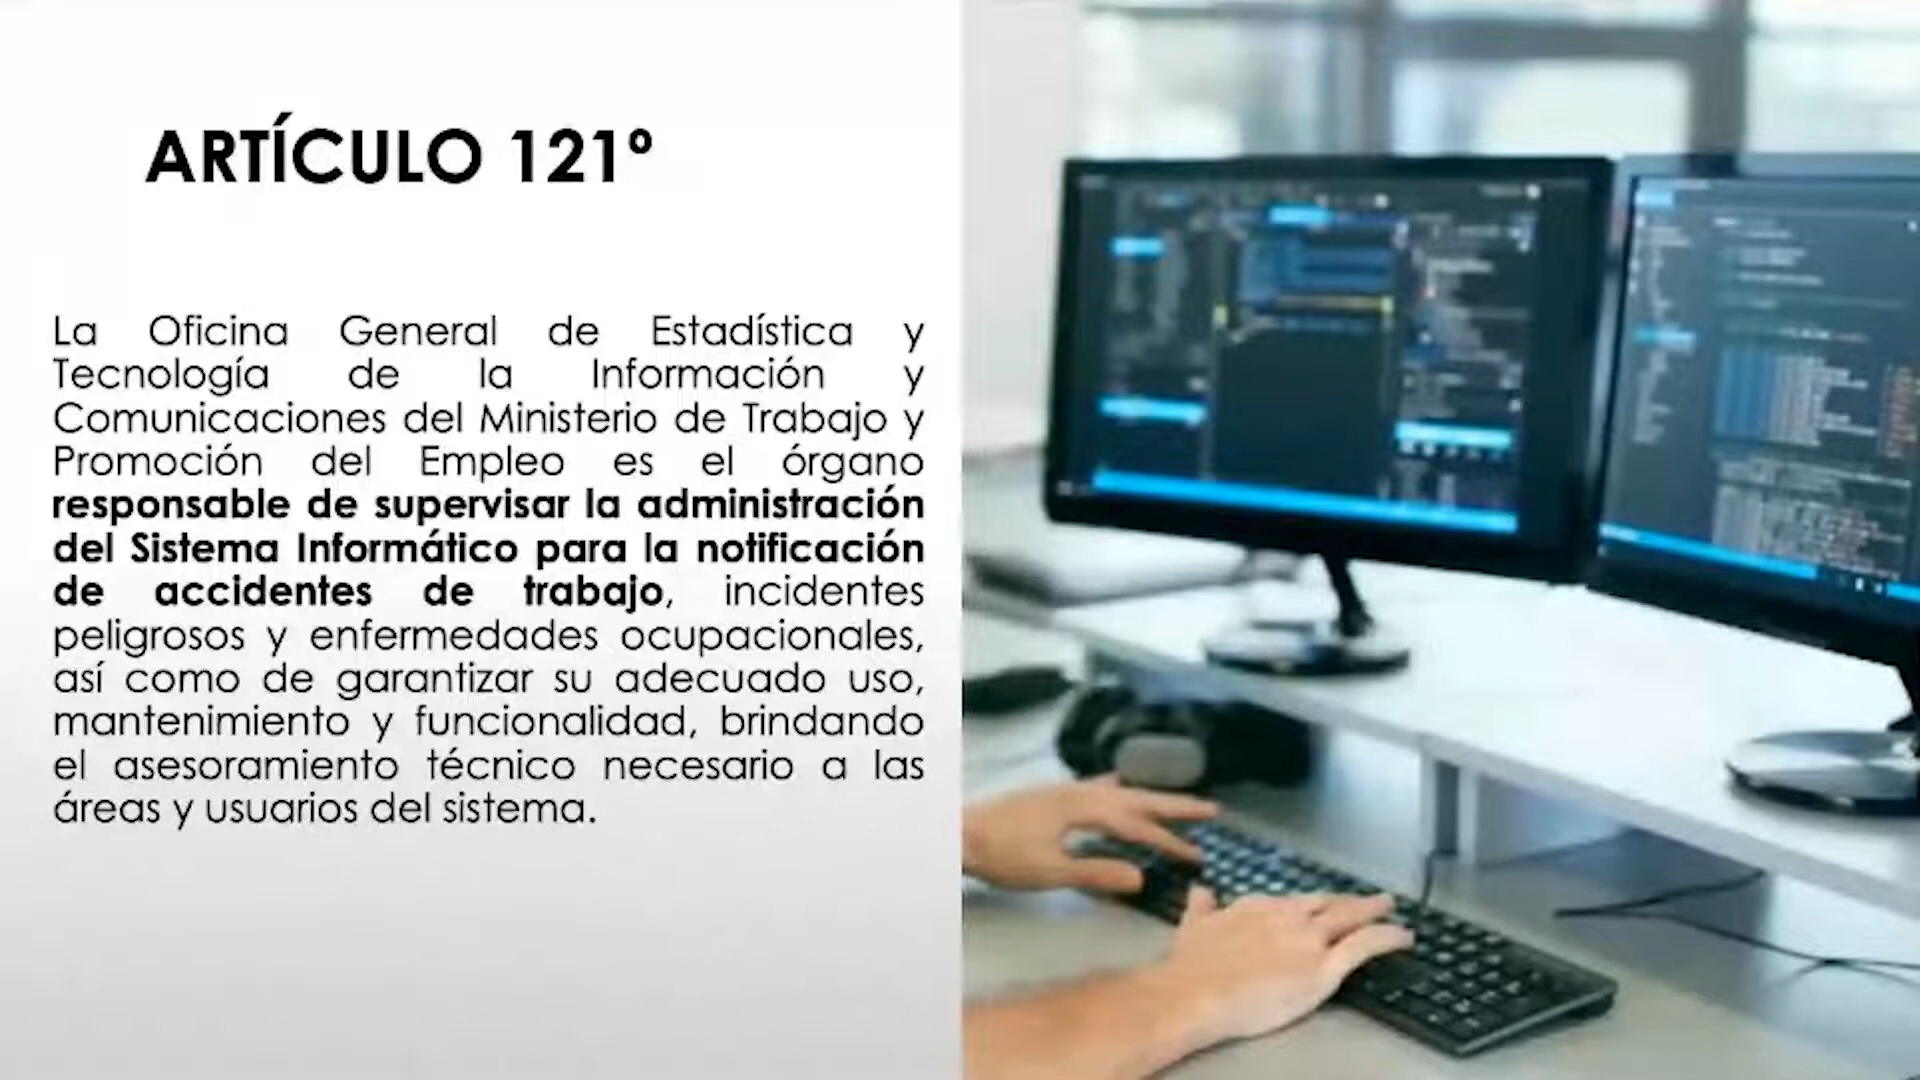 ARTÍCULO 121º
La Oficina General de Estadística y
Tecnología de la Información y
Comunicaciones del Ministerio de Trabajo y
Promoción del Empleo es el órgano
responsable de supervisar la administración
del Sistema Informático para la notificación
de accidentes de trabajo, incidentes
peligrosos y enfermedades ocupacionales,
así como de garantizar su adecuado uso,
mantenimiento y funcionalidad, brindando
el asesoramiento técnico necesario a las
áreas y usuarios del sistema.